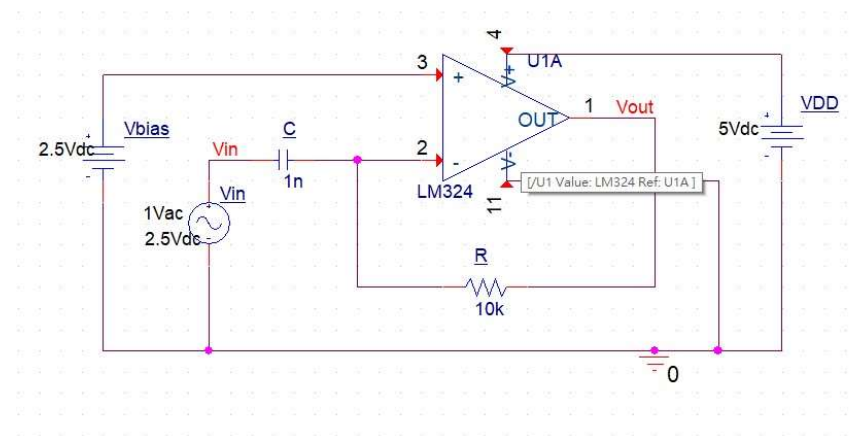 4
3
+
V+
U1A
1
Vout
OUT
VDD
5Vdc
+
-
Vbias
2.5Vdc
+
-
C
Vin
1n
2
-
V-
LM324
11
[/U1 Value: LM324 Ref: U1A ]
Vin
1Vac
2.5Vdc
+
-
R
10k
0